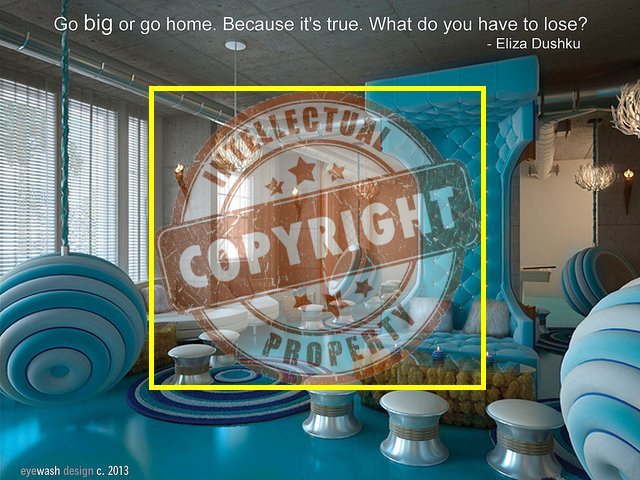 Go big or go home. Because it's true. What do you have to lose?
- Eliza Dushku
INTELLECTUAL
COPYRIGHT
PROPERTY
eyewash design c. 2013